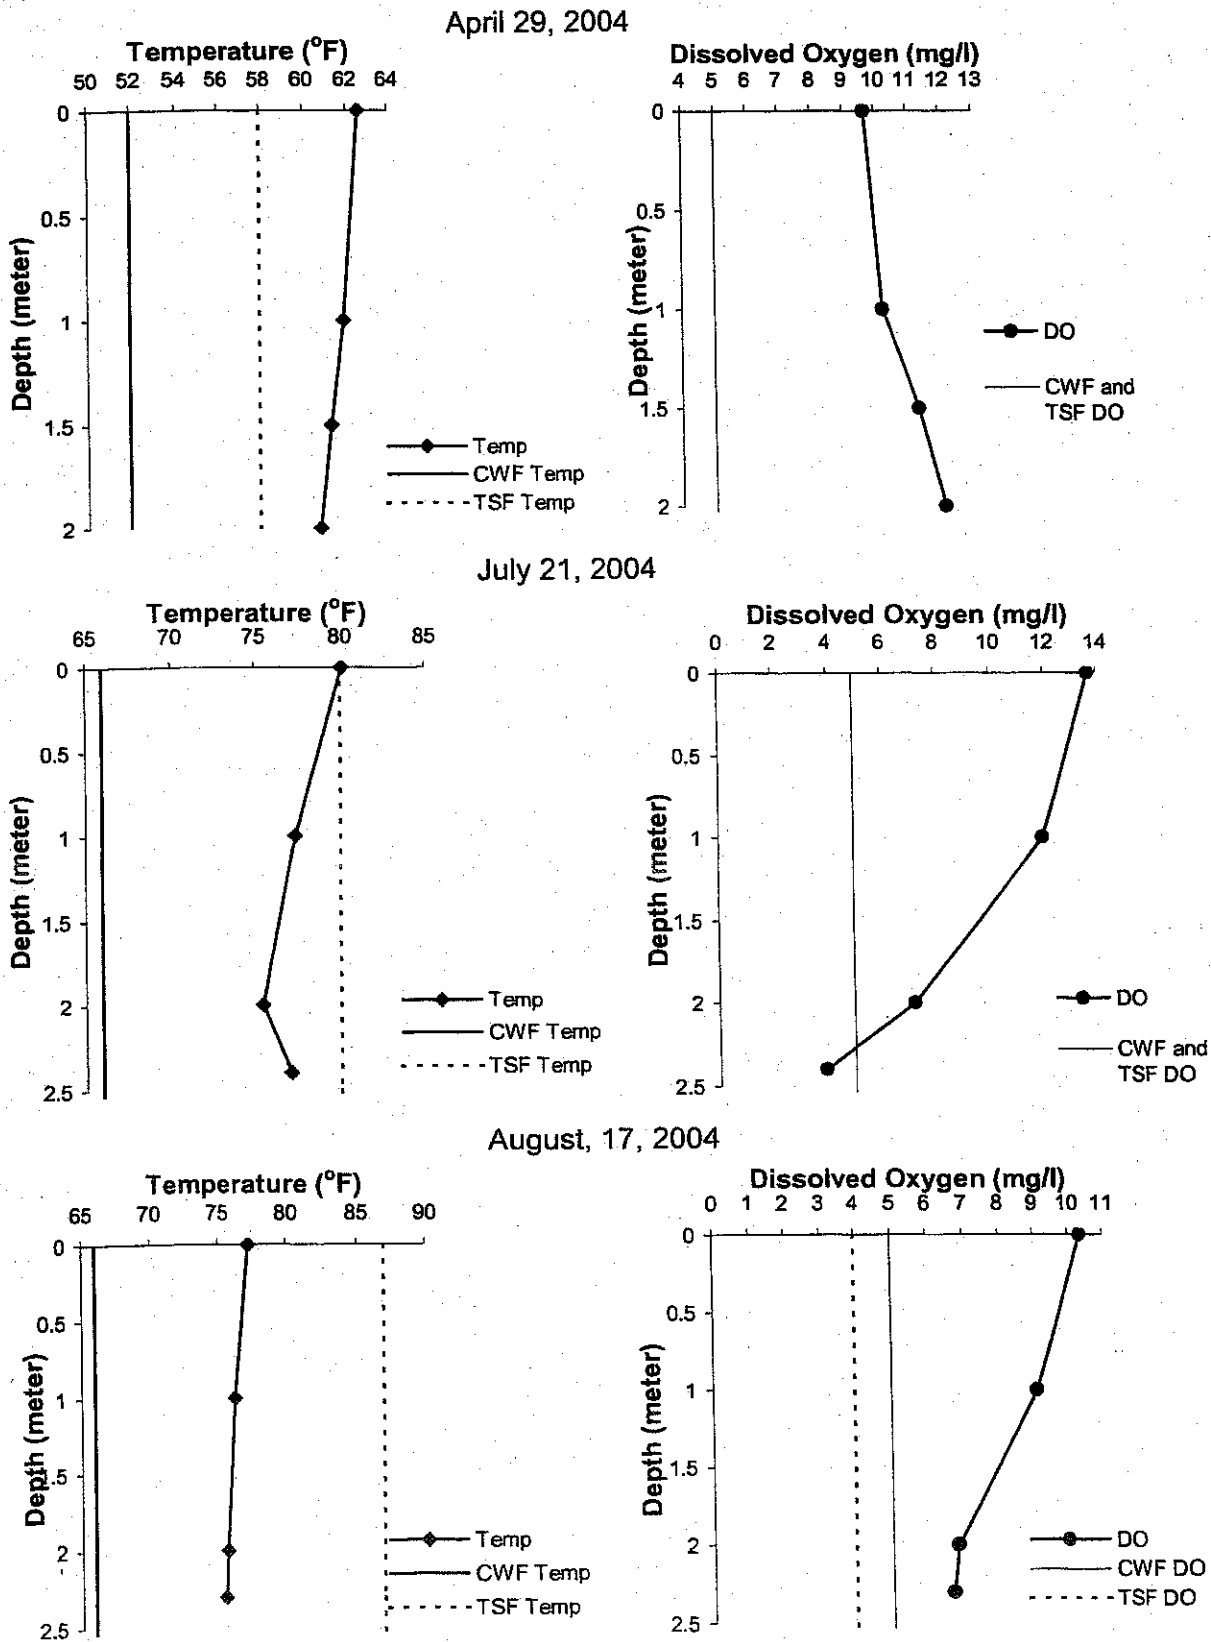 April 29, 2004
Temperature (°F)
50 52 54 56 58 60 62 64
0
0.5
1
1.5
2
Depth (meter)
Temp
CWF Temp
TSF Temp
Dissolved Oxygen (mg/l)
4 5 6 7 8 9 10 11 12 13
0
0.5
1
1.5
2
Depth (meter)
DO
CWF and
TSF DO
July 21, 2004
Temperature (°F)
65 70 75 80 85
0
0.5
1
1.5
2
2.5
Depth (meter)
Temp
CWF Temp
TSF Temp
Dissolved Oxygen (mg/l)
0 2 4 6 8 10 12 14
0
0.5
1
1.5
2
2.5
Depth (meter)
DO
CWF and
TSF DO
August, 17, 2004
Temperature (°F)
65 70 75 80 85 90
0
0.5
1
1.5
2
2.5
Depth (meter)
Temp
CWF Temp
TSF Temp
Dissolved Oxygen (mg/l)
0 1 2 3 4 5 6 7 8 9 10 11
0
0.5
1
1.5
2
2.5
Depth (meter)
DO
CWF DO
TSF DO